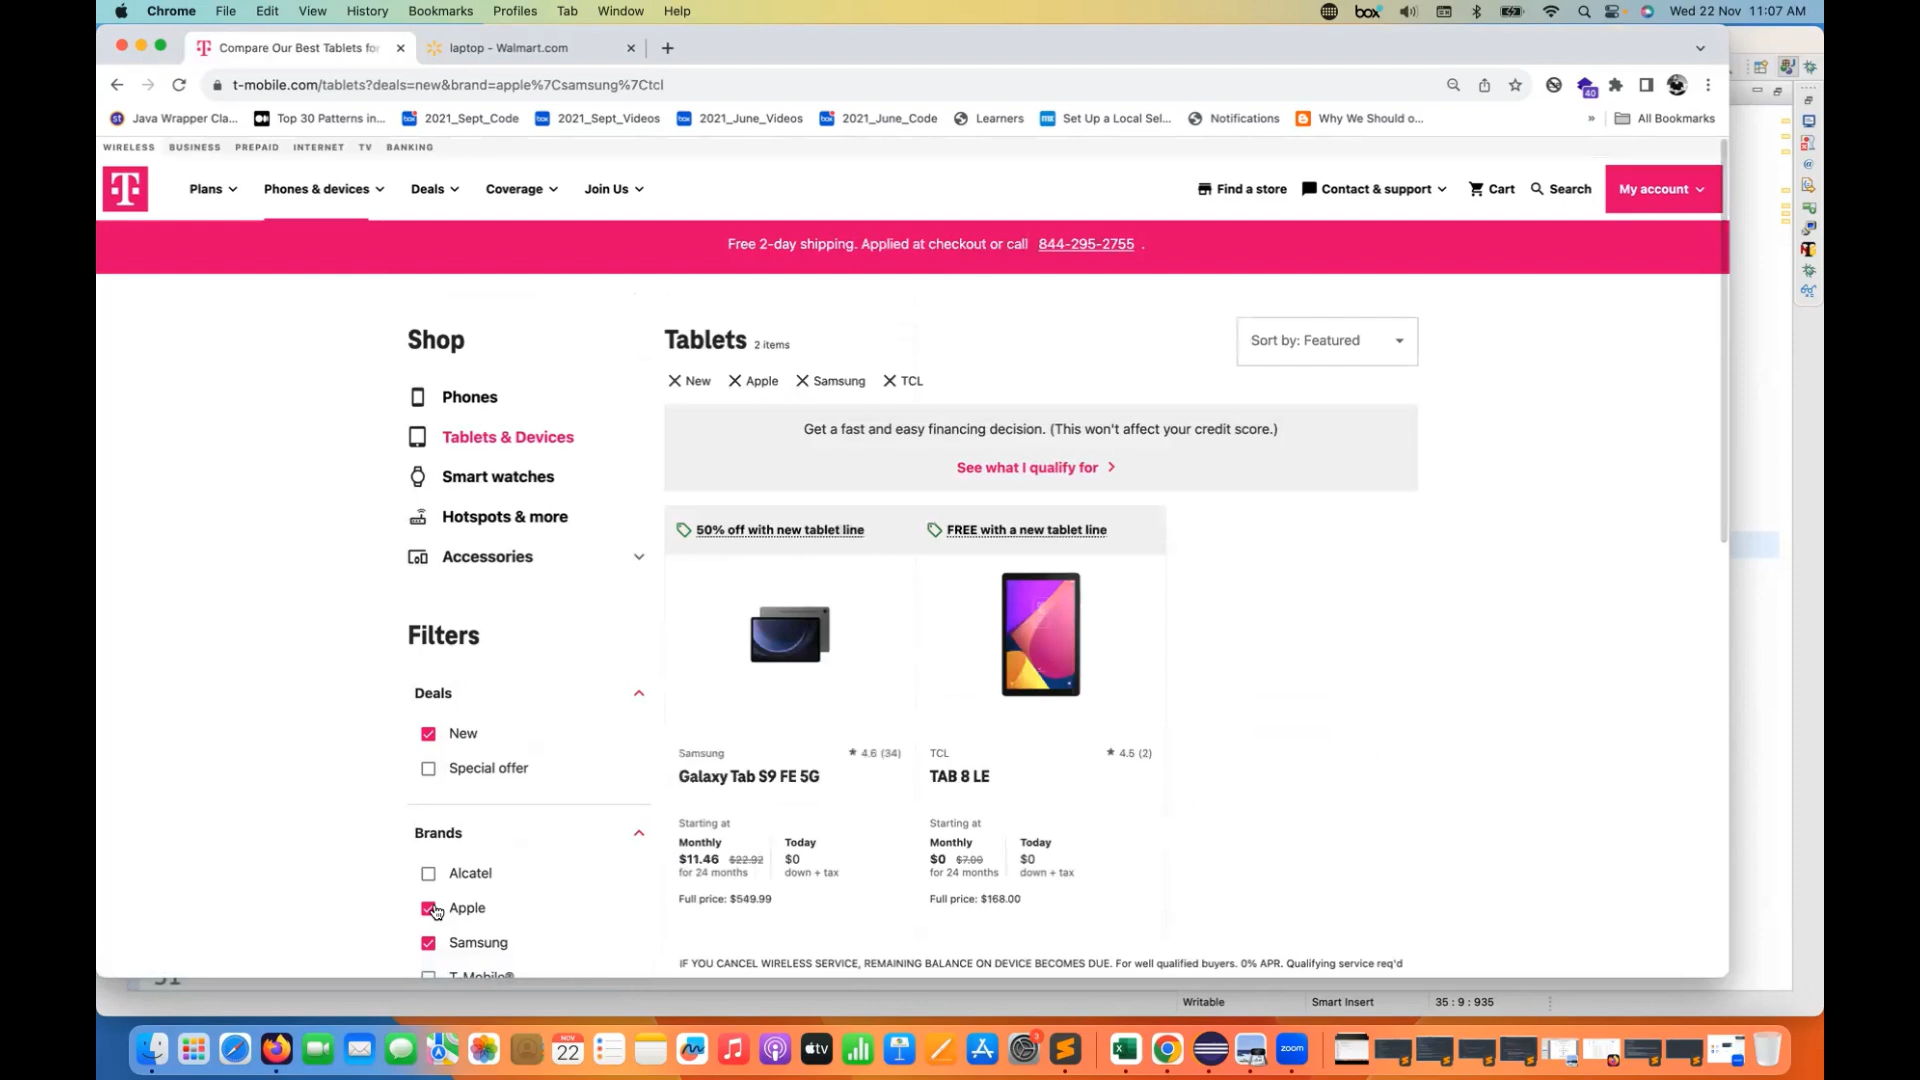 Chrome File Edit View History Bookmarks Profiles Tab Window Help
box Wed 22 Nov 11:07 AM
Compare Our Best Tablets for
laptop - Walmart.com
t-mobile.com/tablets?deals=new&brand=apple%7Csamsung%7Ctcl
40
Java Wrapper Cla... Top 30 Patterns in... 2021_Sept_Code 2021_Sept_Videos 2021_June_Videos 2021_June_Code Learners Set Up a Local Sel... Notifications Why We Should o... » All Bookmarks
WIRELESS BUSINESS PREPAID INTERNET TV BANKING
T Plans Phones & devices Deals Coverage Join Us Find a store Contact & support Cart Search My account
Free 2-day shipping. Applied at checkout or call 844-295-2755 .
Shop
Phones
Tablets & Devices
Smart watches
Hotspots & more
Accessories
Filters
Deals
New
Special offer
Brands
Alcatel
Apple
Samsung
T-Mobile®
Tablets 2 items
Sort by: Featured
New Apple Samsung TCL
Get a fast and easy financing decision. (This won't affect your credit score.)
See what I qualify for
50% off with new tablet line
FREE with a new tablet line
Samsung 4.6 (34)
Galaxy Tab S9 FE 5G
Starting at
Monthly Today
$11.46 $22.92 $0
for 24 months down + tax
Full price: $549.99
TCL 4.5 (2)
TAB 8 LE
Starting at
Monthly Today
$0 $7.00 $0
for 24 months down + tax
Full price: $168.00
IF YOU CANCEL WIRELESS SERVICE, REMAINING BALANCE ON DEVICE BECOMES DUE. For well qualified buyers. 0% APR. Qualifying service req'd
Writable Smart Insert 35 : 9 : 935
NOV
22
tv
zoom